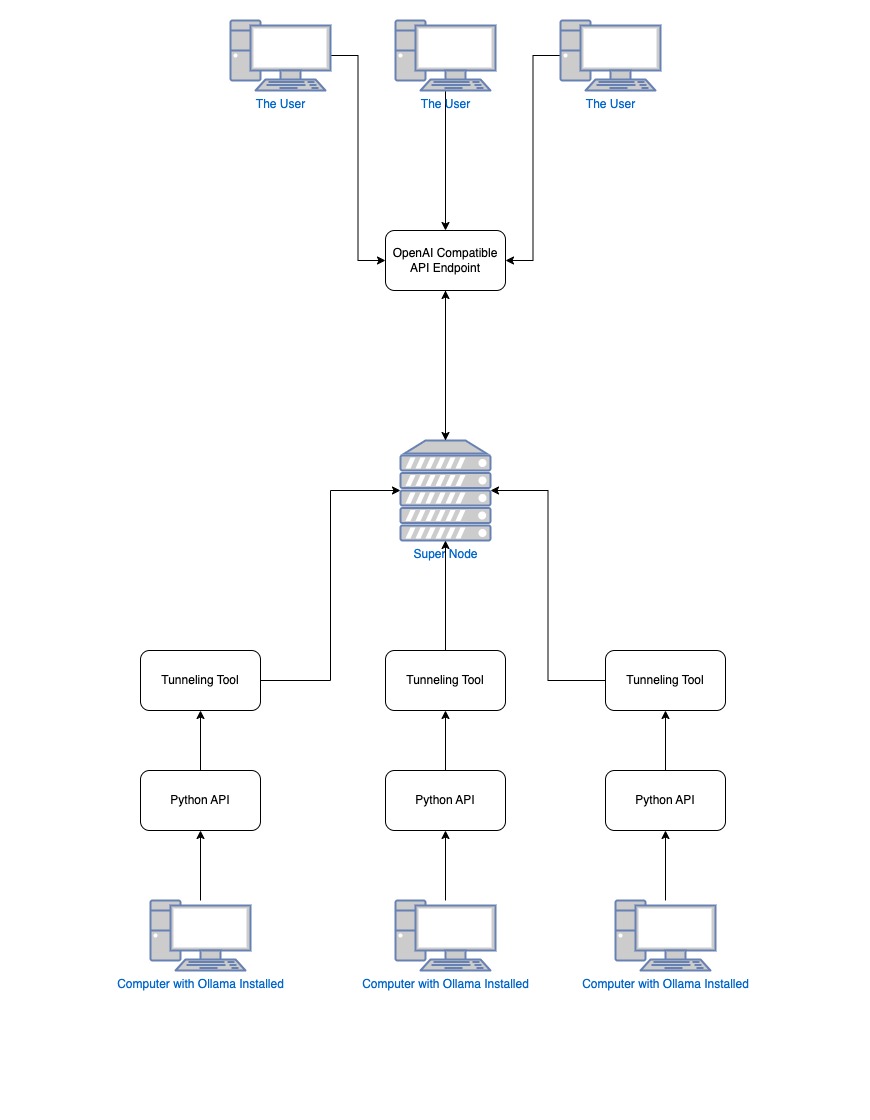 The User
The User
The User
OpenAI Compatible
API Endpoint
Super Node
Tunneling Tool
Tunneling Tool
Tunneling Tool
Python API
Python API
Python API
Computer with Ollama Installed
Computer with Ollama Installed
Computer with Ollama Installed